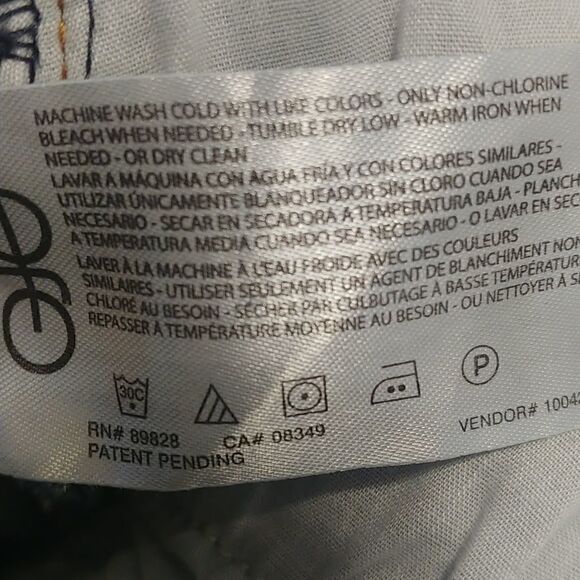 MACHINE WASH COLD WITH LIKE COLORS - ONLY NON-CHLORINE
BLEACH WHEN NEEDED - TUMBLE DRY LOW - WARM IRON WHEN
NEEDED - OR DRY CLEAN
LAVAR A MÁQUINA CON AGUA FRÍA Y CON COLORES SIMILARES -
UTILIZAR ÚNICAMENTE BLANQUEADOR SIN CLORO CUANDO SEA
NECESARIO - SECAR EN SECADORA A TEMPERATURA BAJA - PLANCH
A TEMPERATURA MEDIA CUANDO SEA NECESARIO - O LAVAR EN SEC
LAVER À LA MACHINE À L'EAU FROIDE AVEC DES COULEURS
SIMILAIRES - UTILISER SEULEMENT UN AGENT DE BLANCHIMENT NON
CHLORÉ AU BESOIN - SÉCHER PAR CULBUTAGE À BASSE TEMPÉRATUR
REPASSER À TEMPÉRATURE MOYENNE AU BESOIN - OU NETTOYER À S
30C
P
RN# 89828 CA# 08349 VENDOR# 10042
PATENT PENDING